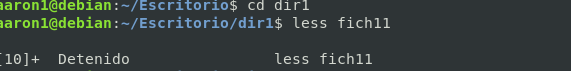 aaron1@debian:~/Escritorio$ cd dir1
aaron1@debian:~/Escritorio/dir1$ less fich11
[10]+  Detenido                less fich11